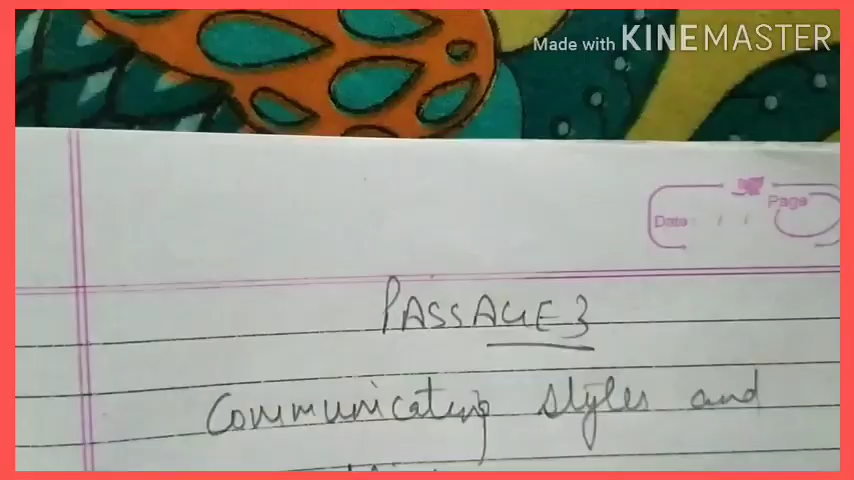 Made with KINEMASTER
Page
Date / /
PASSAGE 3
Communicating styles and